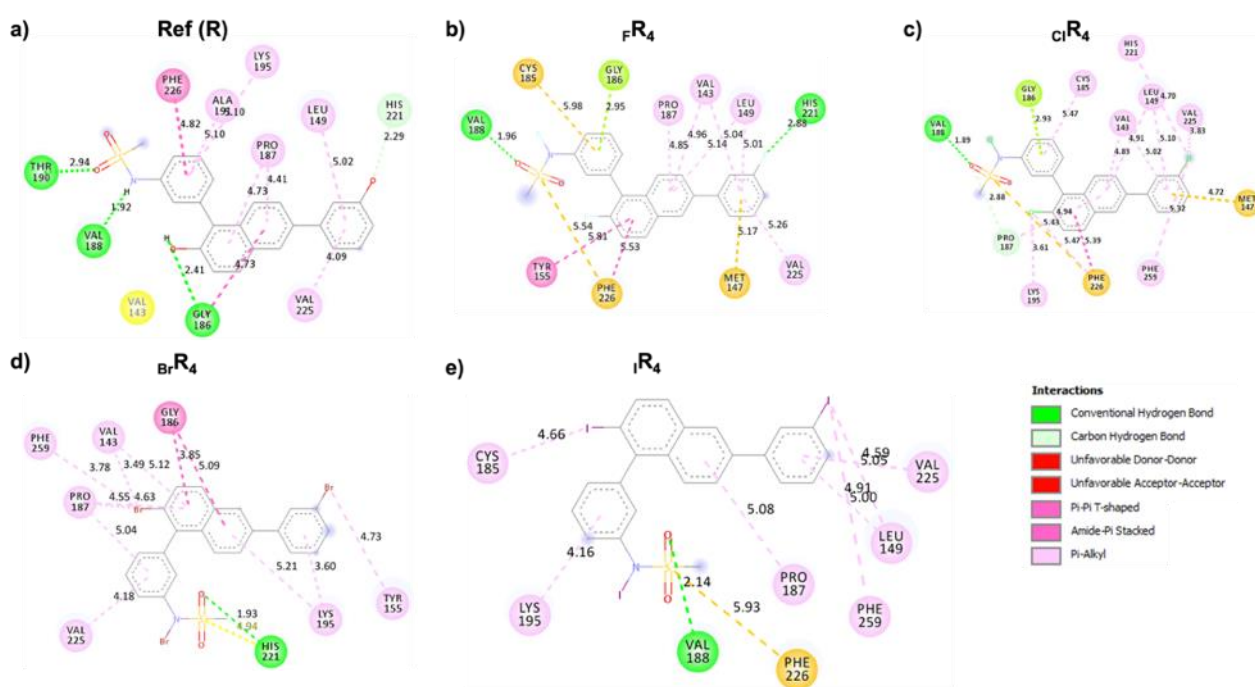 a)
Ref (R)
LYS
195
PHE
226
ALA
191
5.10
LEU
149
HIS
221
4.82
5.10
2.29
PRO
187
THR
190
2.94
5.02
H
1.92
4.73
4.41
VAL
188
H
2.41
4.73
4.09
VAL
143
GLY
186
VAL
225
b)
FR4
CYS
185
GLY
186
VAL
143
PRO
187
LEU
149
HIS
221
5.98
2.95
VAL
188
1.96
4.96
5.04
2.88
4.85
5.14
5.01
5.54
5.81
5.53
5.17
5.26
TYR
155
PHE
226
MET
147
VAL
225
c)
ClR4
HIS
221
CYS
185
LEU
149
GLY
186
4.70
VAL
143
VAL
225
VAL
188
2.93
5.47
3.83
1.89
4.91
5.10
4.83
5.02
2.88
4.72
MET
147
4.94
5.43
5.32
PRO
187
3.61
5.47
5.39
PHE
259
LYS
195
PHE
226
d)
BrR4
GLY
186
PHE
259
VAL
143
3.85
3.78
3.49
5.12
5.09
PRO
187
4.55
4.63
Br
Br
5.04
4.73
4.18
5.21
3.60
VAL
225
N
Br
S
O
O
1.93
4.94
LYS
195
TYR
155
HIS
221
e)
IR4
I
I
4.66
CYS
185
4.59
5.05
VAL
225
4.91
5.00
5.08
LEU
149
4.16
O
N
S
2.14
O
I
LYS
195
5.93
PRO
187
PHE
259
VAL
188
PHE
226
Interactions
Conventional Hydrogen Bond
Carbon Hydrogen Bond
Unfavorable Donor-Donor
Unfavorable Acceptor-Acceptor
Pi-Pi T-shaped
Amide-Pi Stacked
Pi-Alkyl